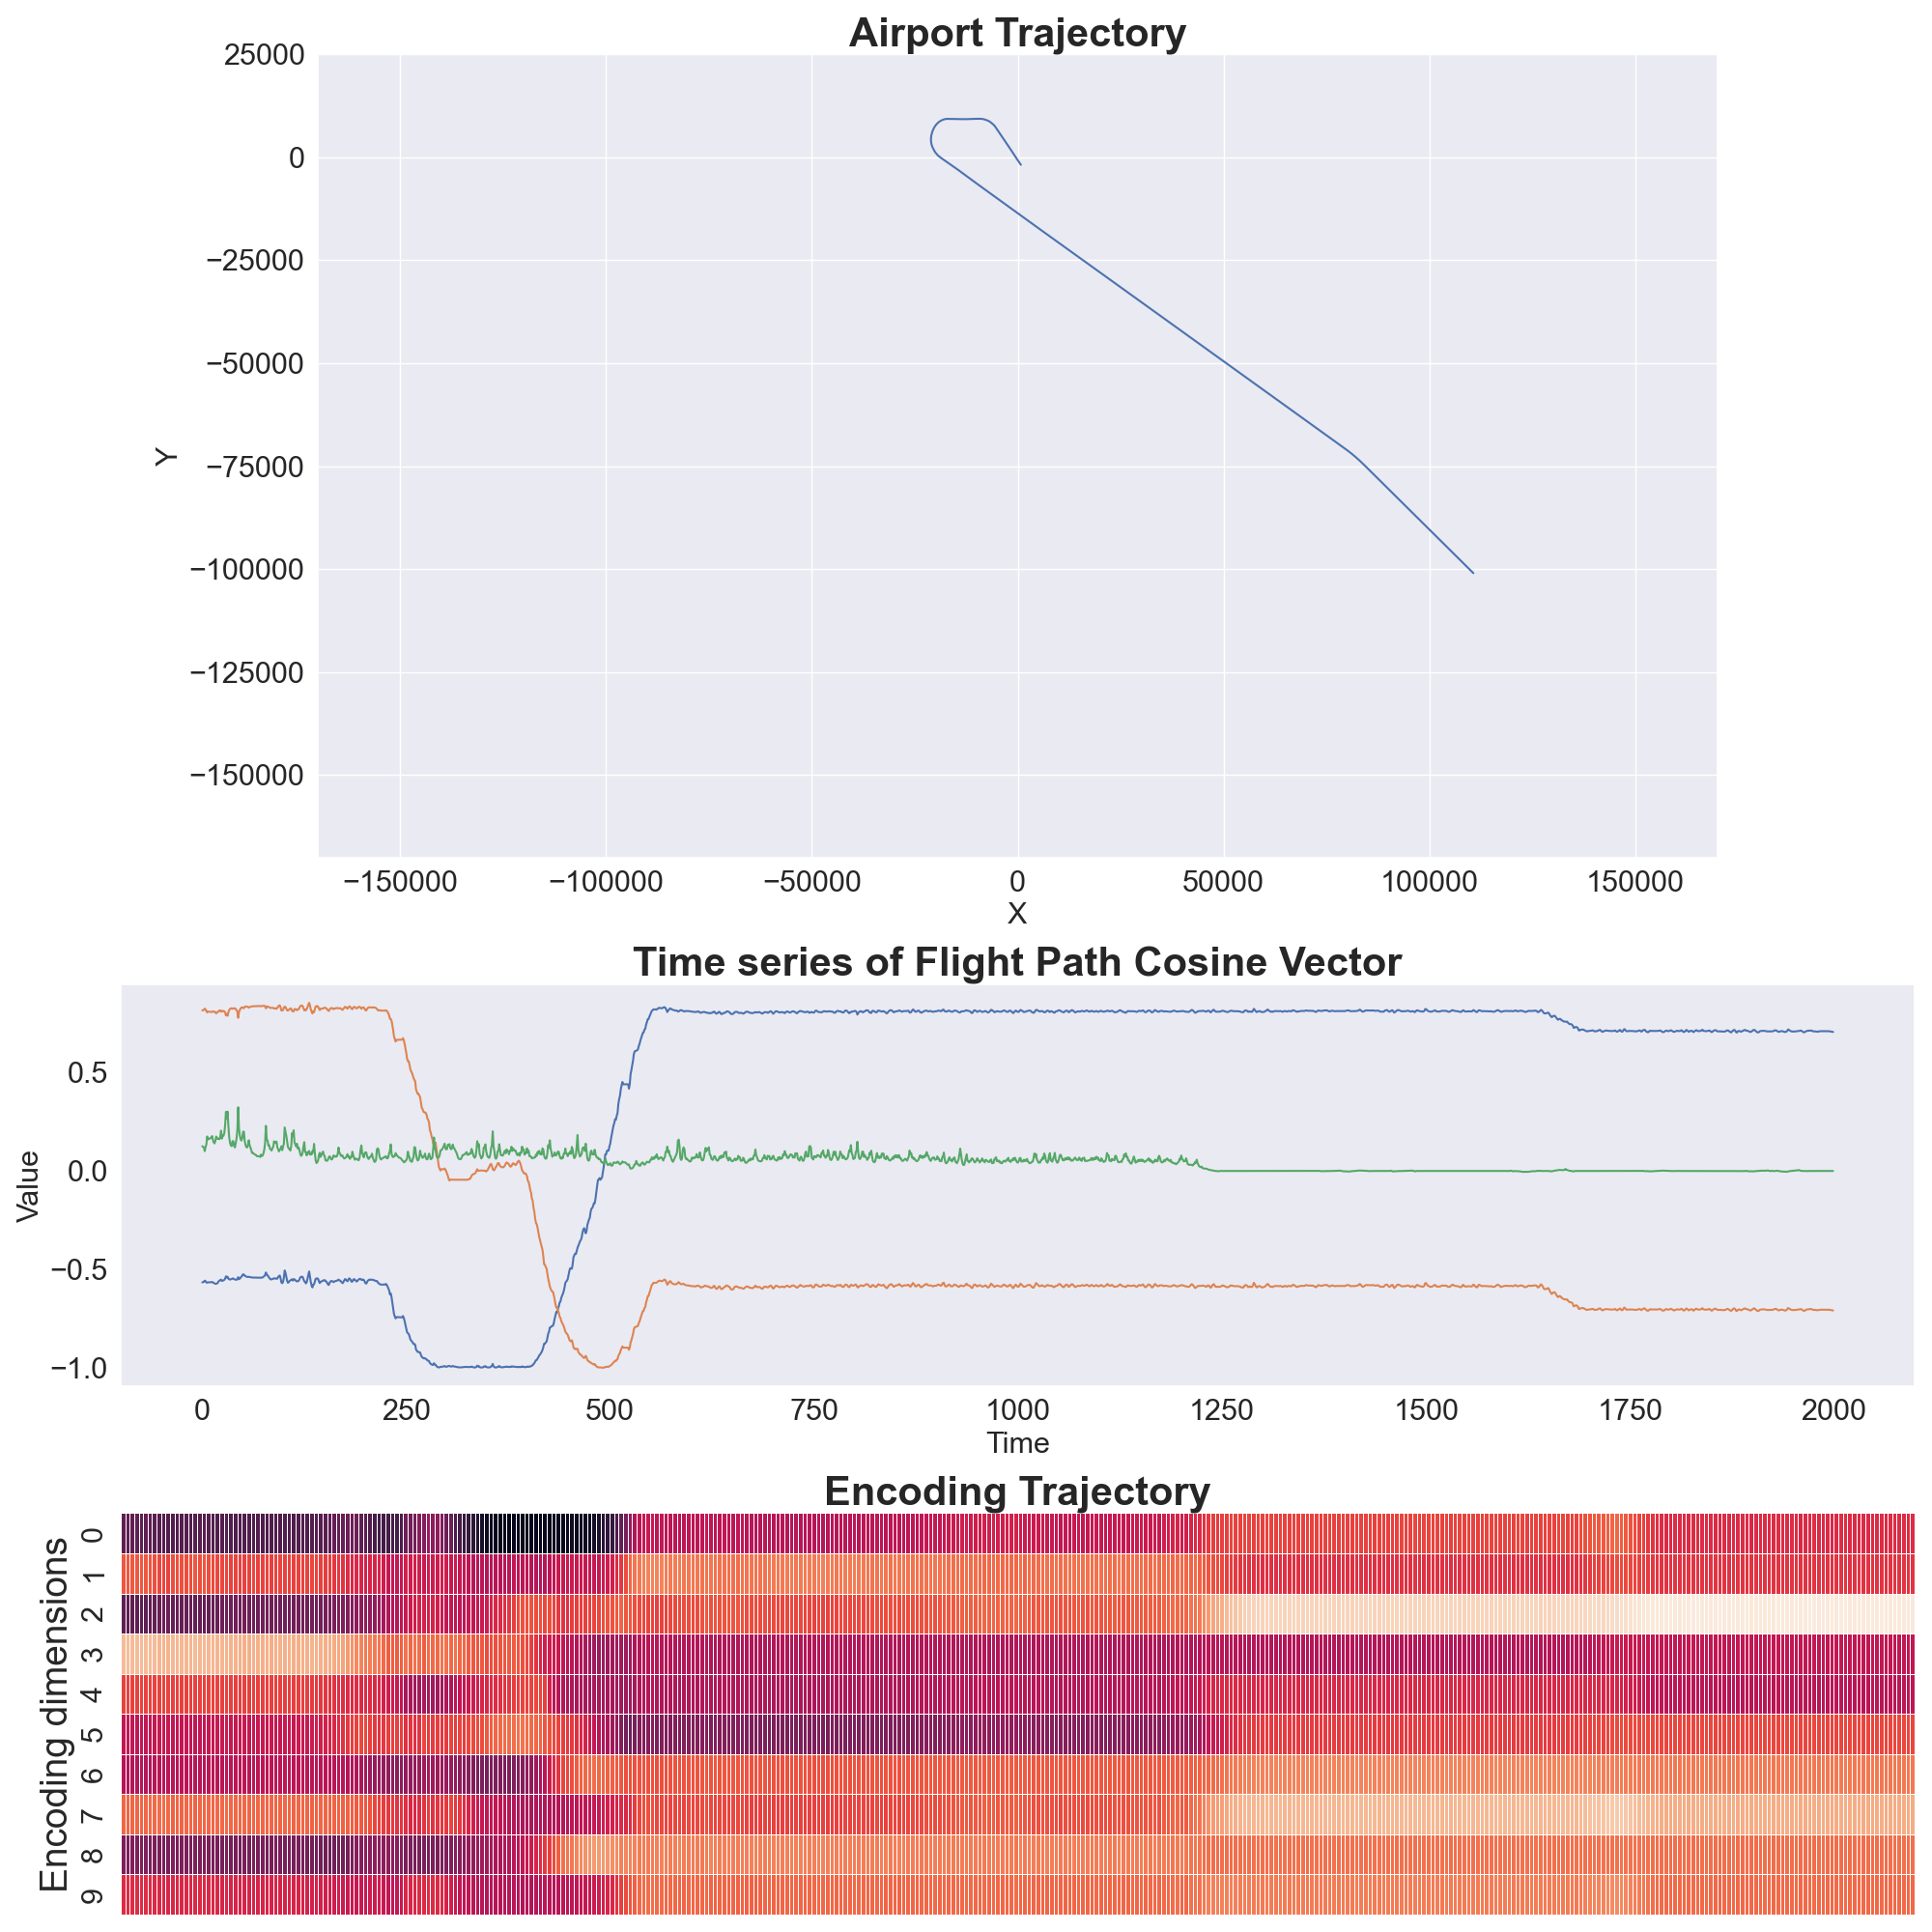 Airport Trajectory
25000
0
−25000
−50000
−75000
−100000
−125000
−150000
Y
−150000 −100000 −50000 0 50000 100000 150000
X
Time series of Flight Path Cosine Vector
0.5
0.0
−0.5
−1.0
Value
0 250 500 750 1000 1250 1500 1750 2000
Time
Encoding Trajectory
Encoding dimensions
0
1
2
3
4
5
6
7
8
9